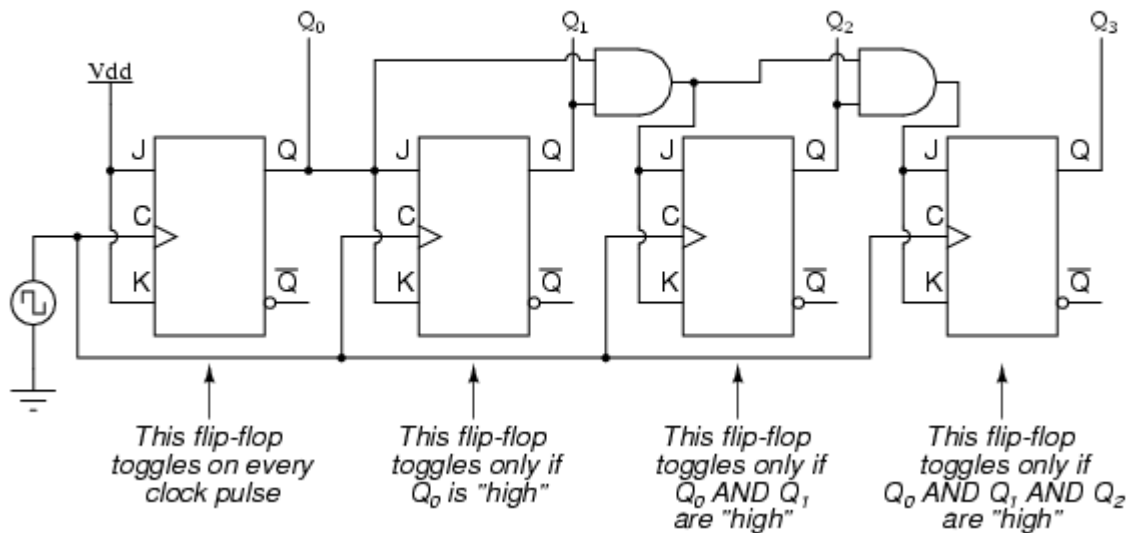 Q0 Q1 Q2 Q3
Vdd
J Q J Q J Q J Q
C C C C
K Q̅ K Q̅ K Q̅ K Q̅
This flip-flop
toggles on every
clock pulse
This flip-flop
toggles only if
Q0 is "high"
This flip-flop
toggles only if
Q0 AND Q1
are "high"
This flip-flop
toggles only if
Q0 AND Q1 AND Q2
are "high"